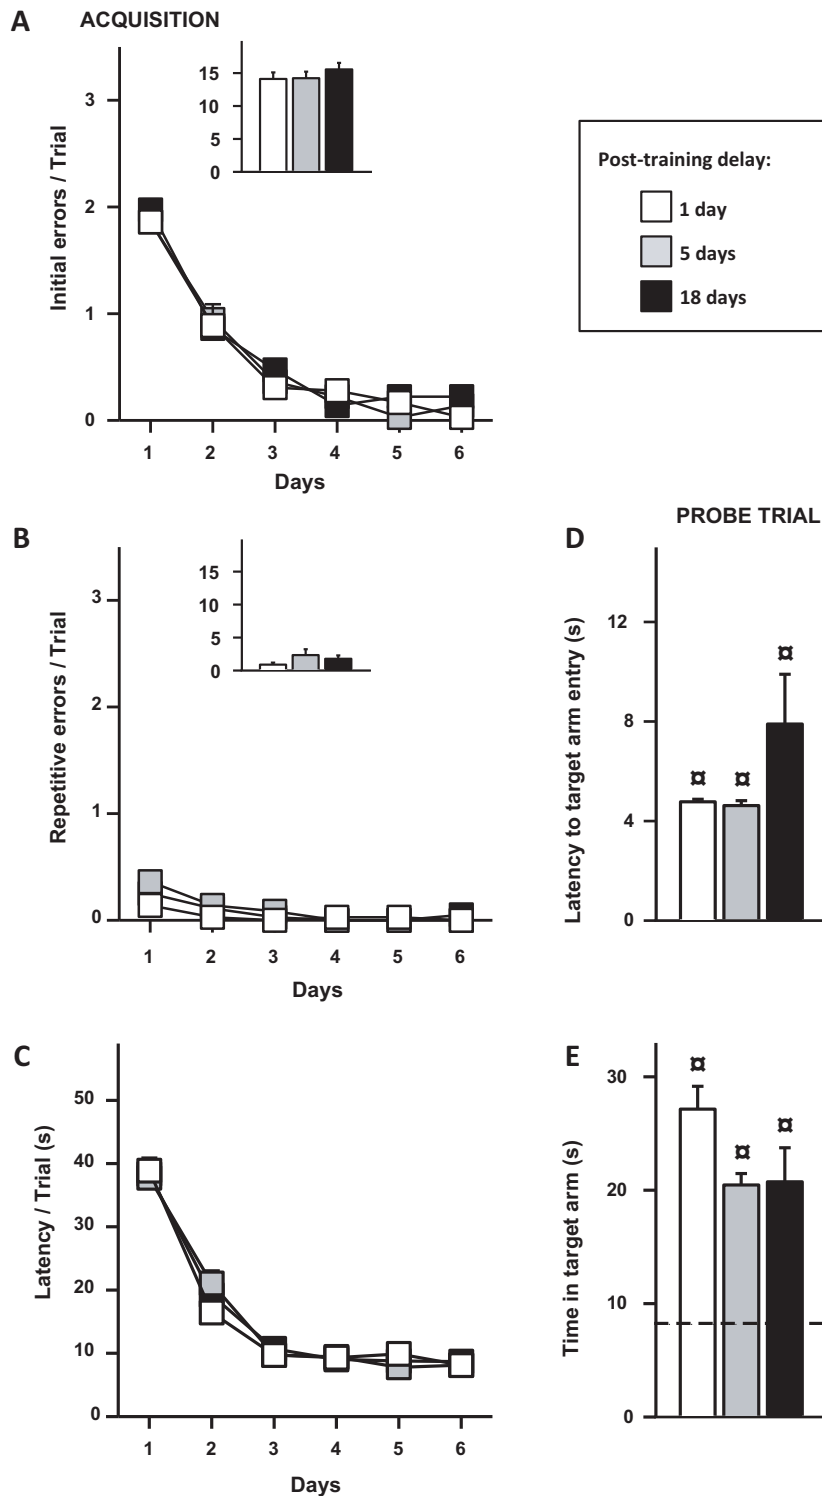 A
ACQUISITION
Initial errors / Trial
3
2
1
0
15
10
5
0
1 2 3 4 5 6
Days
Post-training delay:
1 day
5 days
18 days
B
Repetitive errors / Trial
3
2
1
0
15
10
5
0
1 2 3 4 5 6
Days
PROBE TRIAL
D
Latency to target arm entry (s)
12
8
4
0
¤ ¤ ¤
C
Latency / Trial (s)
50
40
30
20
10
0
1 2 3 4 5 6
Days
E
Time in target arm (s)
30
20
10
0
¤ ¤ ¤